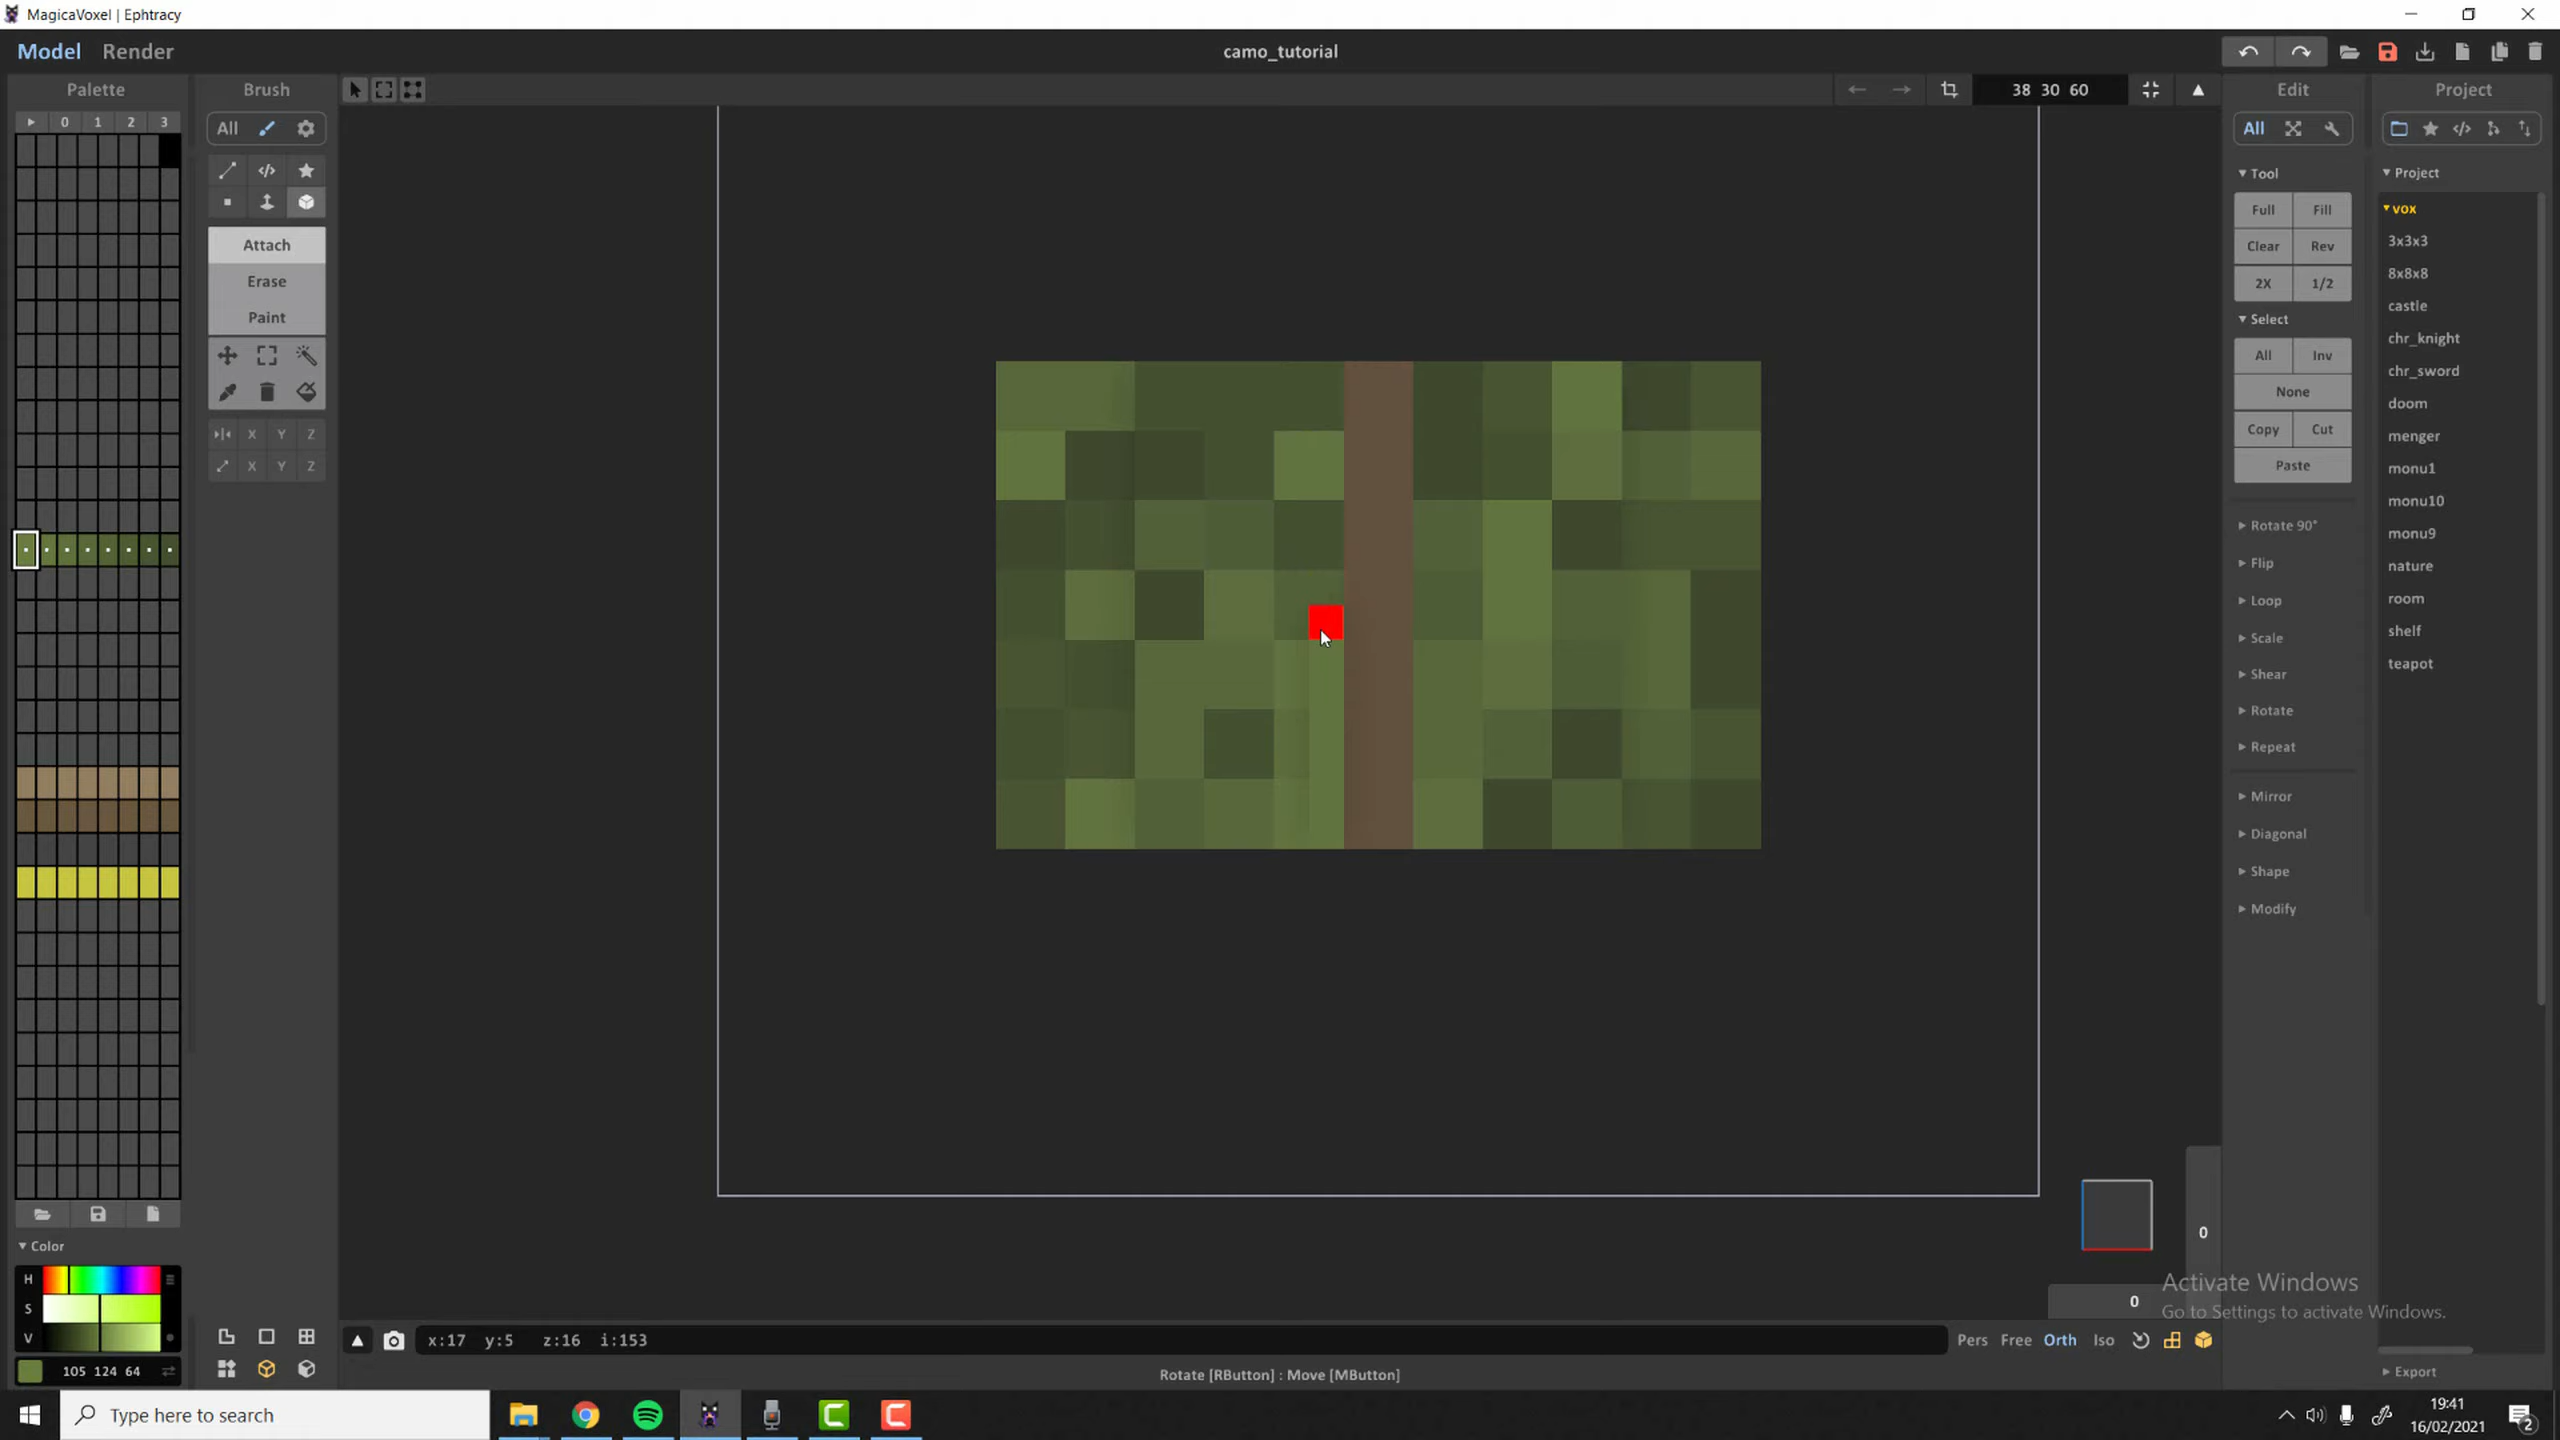 MagicaVoxel | Ephtracy
Model Render
camo_tutorial
Palette
Brush
38 30 60
Edit
Project
0 1 2 3
All
All
Tool
Project
Full Fill
vox
Attach
Clear Rev
3x3x3
Erase
2X 1/2
8x8x8
Paint
Select
castle
All Inv
chr_knight
None
chr_sword
Copy Cut
doom
X Y Z
Paste
menger
X Y Z
monu1
monu10
Rotate 90°
monu9
Flip
nature
Loop
room
Scale
shelf
Shear
teapot
Rotate
Repeat
Mirror
Diagonal
Shape
Modify
Color
H
S
V
105 124 64
0
0
Activate Windows
Go to Settings to activate Windows.
x:17 y:5 z:16 i:153
Pers Free Orth Iso
Rotate [RButton] : Move [MButton]
Export
Type here to search
19:41
16/02/2021
2